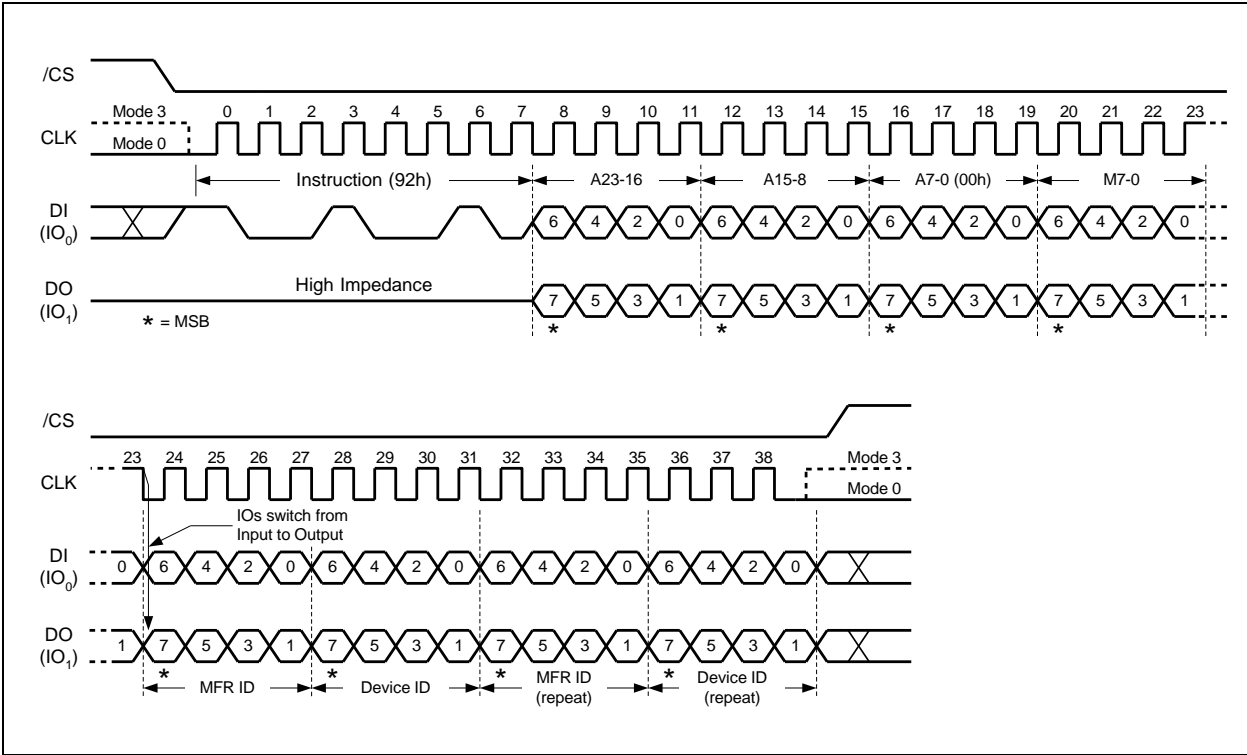 /CS
Mode 3 0 1 2 3 4 5 6 7 8 9 10 11 12 13 14 15 16 17 18 19 20 21 22 23
CLK Mode 0
Instruction (92h) A23-16 A15-8 A7-0 (00h) M7-0
DI
(IO0) 6 4 2 0 6 4 2 0 6 4 2 0 6 4 2 0
High Impedance
DO
(IO1) 7 5 3 1 7 5 3 1 7 5 3 1 7 5 3 1
* = MSB * * * *
/CS
23 24 25 26 27 28 29 30 31 32 33 34 35 36 37 38 Mode 3
CLK Mode 0
IOs switch from
Input to Output
DI
(IO0) 0 6 4 2 0 6 4 2 0 6 4 2 0 6 4 2 0
DO
(IO1) 1 7 5 3 1 7 5 3 1 7 5 3 1 7 5 3 1
* * * *
MFR ID Device ID MFR ID
(repeat) Device ID
(repeat)